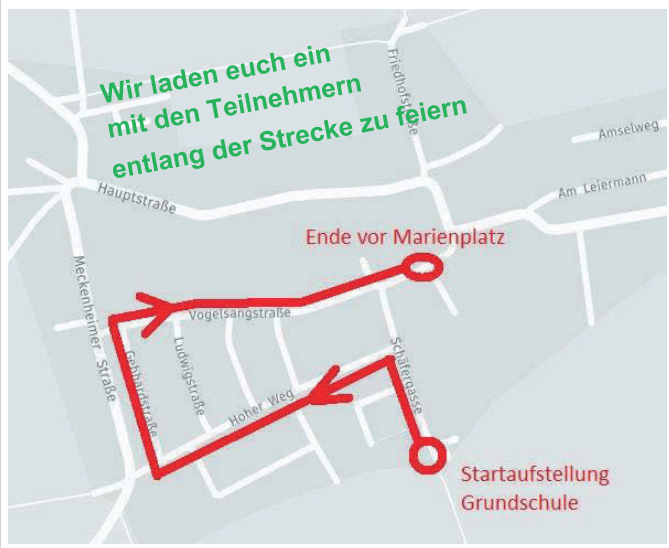 Wir laden euch ein
mit den Teilnehmern
entlang der Strecke zu feiern
Friedhofstraße
Amselweg
Am Leiermann
Hauptstraße
Ende vor Marienplatz
Meckenheimer Straße
Vogelsangstraße
Gebhardstraße
Ludwigstraße
Schäfergasse
Hoher Weg
Startaufstellung
Grundschule